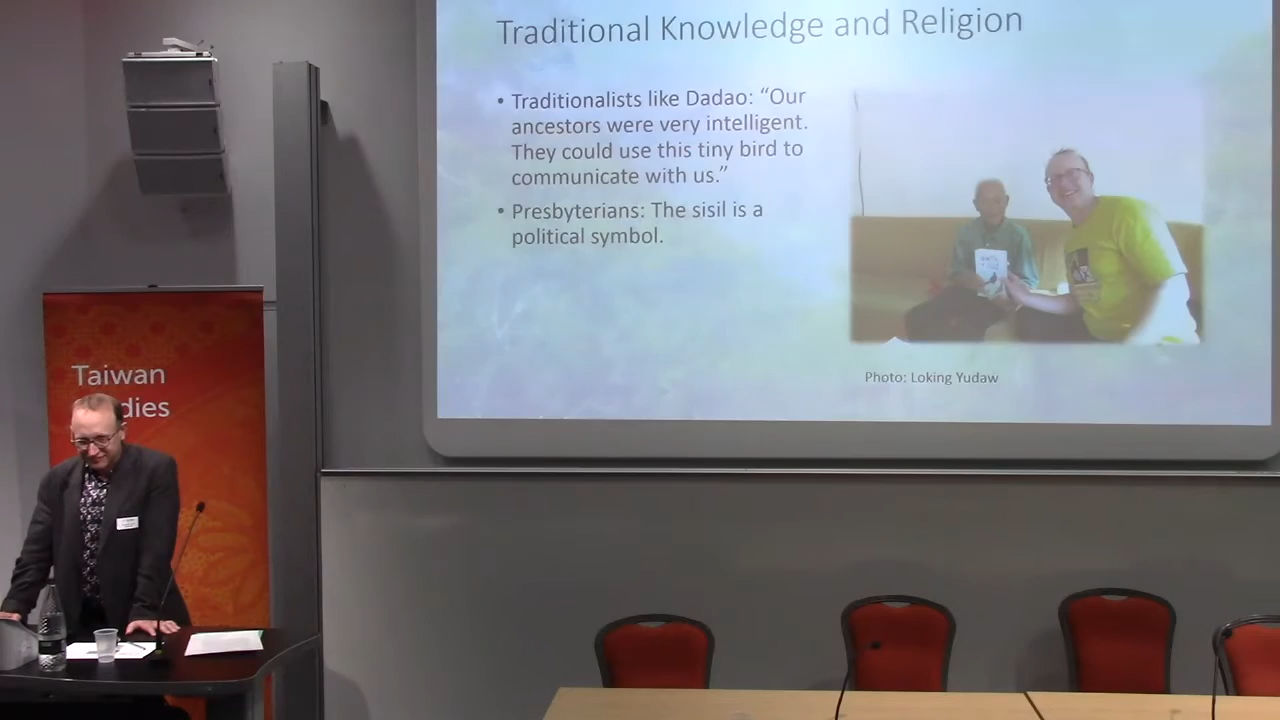 Traditional Knowledge and Religion
• Traditionalists like Dadao: “Our
ancestors were very intelligent.
They could use this tiny bird to
communicate with us.”
• Presbyterians: The sisil is a
political symbol.
Photo: Loking Yudaw
Taiwan
dies